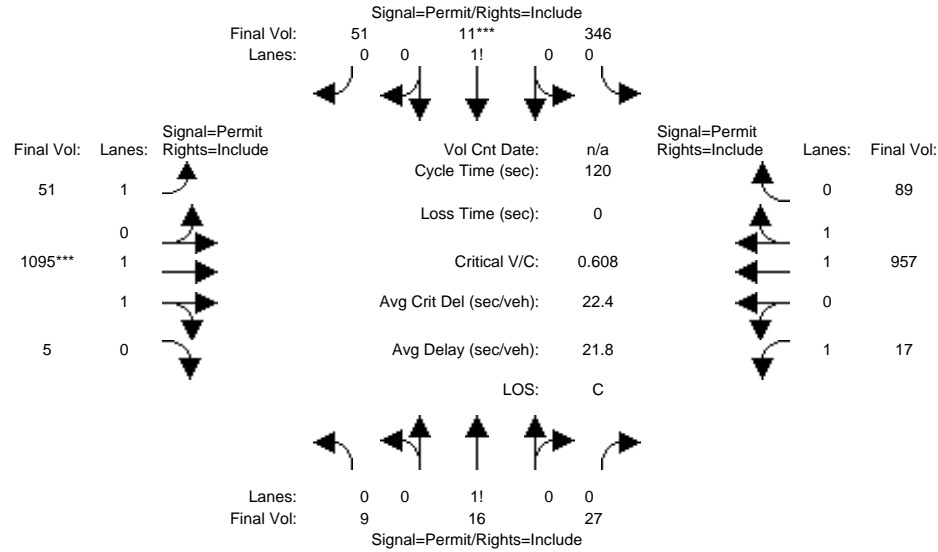 Signal=Permit/Rights=Include
Final Vol: 51 11*** 346
Lanes: 0 0 1! 0 0
Signal=Permit
Final Vol: Lanes: Rights=Include
Vol Cnt Date: n/a
Signal=Permit
Rights=Include Lanes: Final Vol:
Cycle Time (sec): 120
51 1
0 89
Loss Time (sec): 0
0
1
1095*** 1
Critical V/C: 0.608
1 957
1
Avg Crit Del (sec/veh): 22.4
0
5 0
Avg Delay (sec/veh): 21.8
1 17
LOS: C
Lanes: 0 0 1! 0 0
Final Vol: 9 16 27
Signal=Permit/Rights=Include